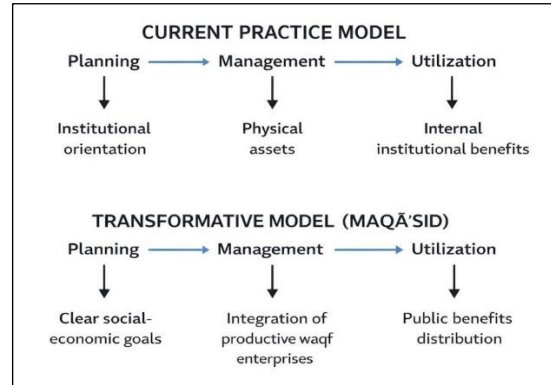 CURRENT PRACTICE MODEL
Planning Management Utilization
Institutional Physical Internal
orientation assets institutional benefits
TRANSFORMATIVE MODEL (MAQĀ'SID)
Planning Management Utilization
Clear social- Integration of Public benefits
economic goals productive waqf distribution
enterprises